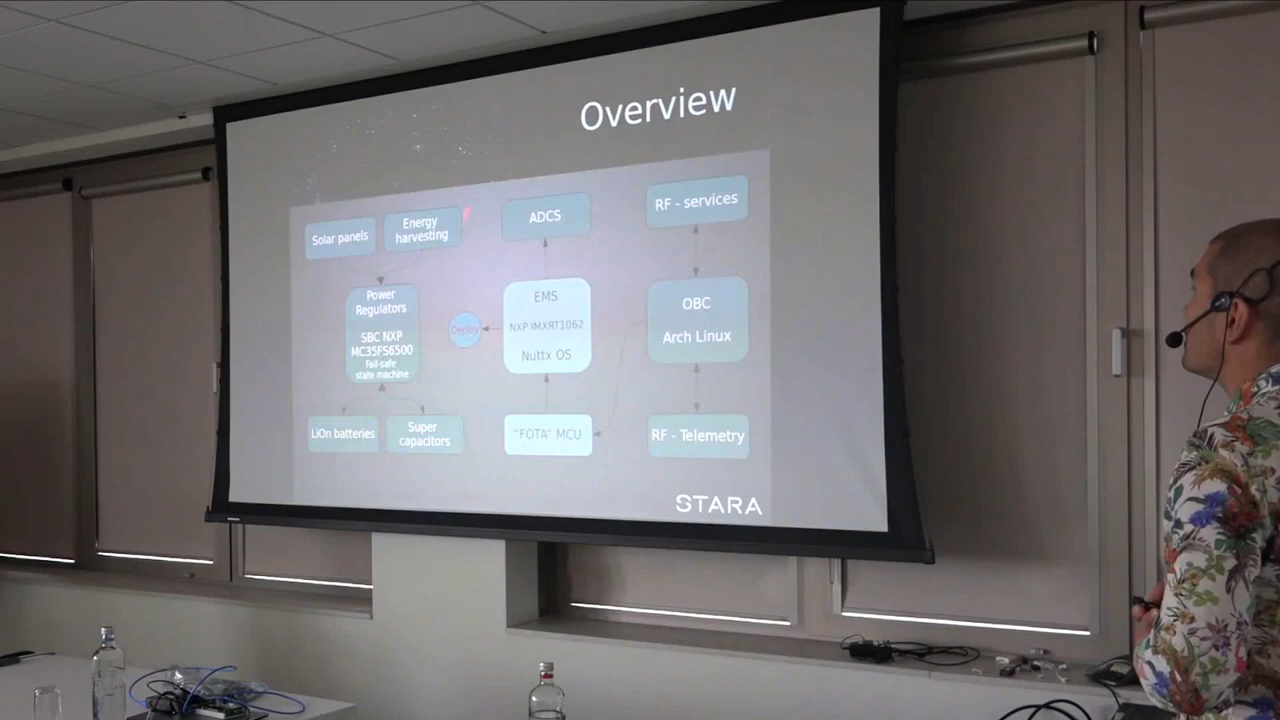 Overview
Solar panels
Energy
harvesting
ADCS
RF - services
Power
Regulators
SBC NXP
MC35FS6500
Fail-safe
state machine
Deploy
EMS
NXP IMXRT1062
Nuttx OS
OBC
Arch Linux
LiOn batteries
Super
capacitors
"FOTA" MCU
RF - Telemetry
STARA